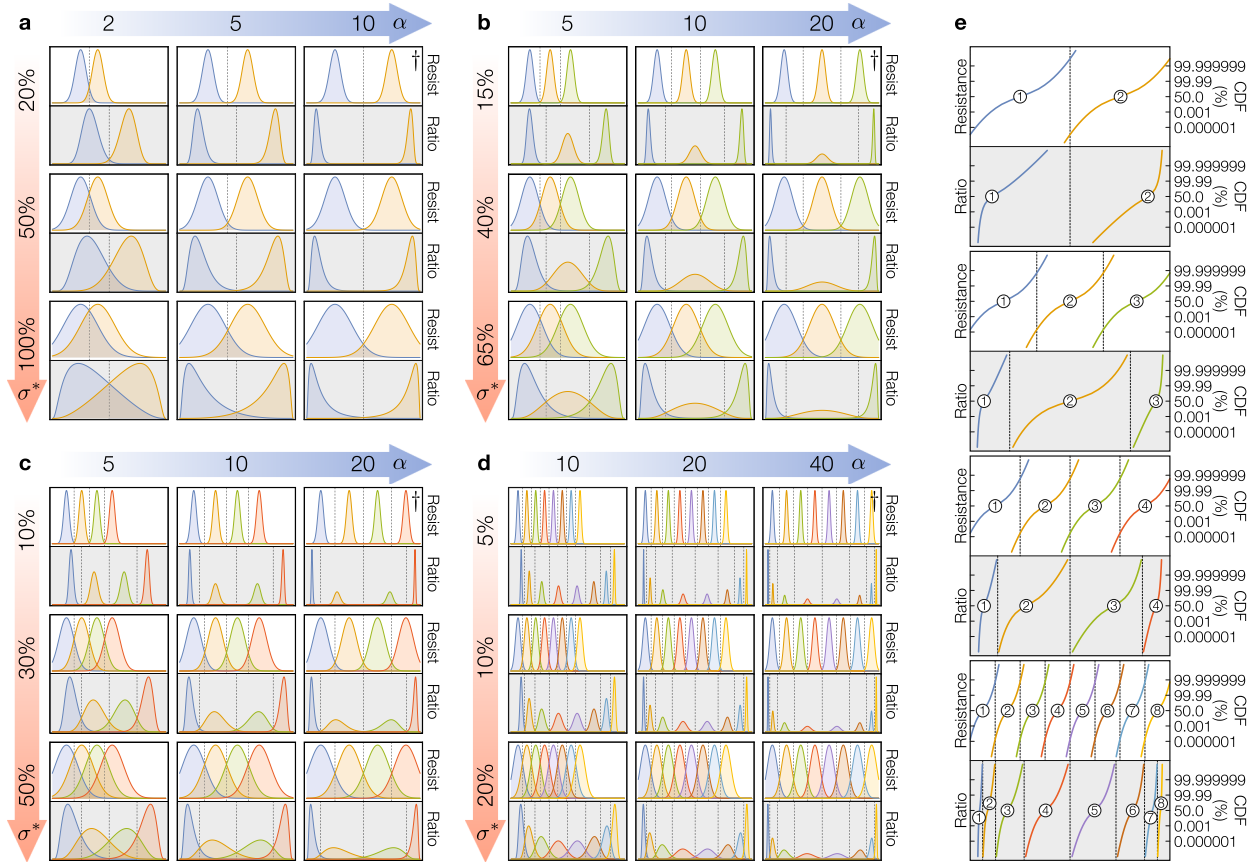 a
2 5 10 α
20%
50%
100%
σ*
†
Resist
Ratio
Resist
Ratio
Resist
Ratio
b
5 10 20 α
15%
40%
65%
σ*
†
Resist
Ratio
Resist
Ratio
Resist
Ratio
c
5 10 20 α
10%
30%
50%
σ*
†
Resist
Ratio
Resist
Ratio
Resist
Ratio
d
10 20 40 α
5%
10%
20%
σ*
†
Resist
Ratio
Resist
Ratio
Resist
Ratio
e
Resistance
1 2
99.999999
99.99
50.0
0.001
0.000001
CDF
(%)
Ratio
1 2
99.999999
99.99
50.0
0.001
0.000001
CDF
(%)
Resistance
1 2 3
99.999999
99.99
50.0
0.001
0.000001
CDF
(%)
Ratio
1 2 3
99.999999
99.99
50.0
0.001
0.000001
CDF
(%)
Resistance
1 2 3 4
99.999999
99.99
50.0
0.001
0.000001
CDF
(%)
Ratio
1 2 3 4
99.999999
99.99
50.0
0.001
0.000001
CDF
(%)
Resistance
1 2 3 4 5 6 7 8
99.999999
99.99
50.0
0.001
0.000001
CDF
(%)
Ratio
1 2 3 4 5 6 7 8
99.999999
99.99
50.0
0.001
0.000001
CDF
(%)